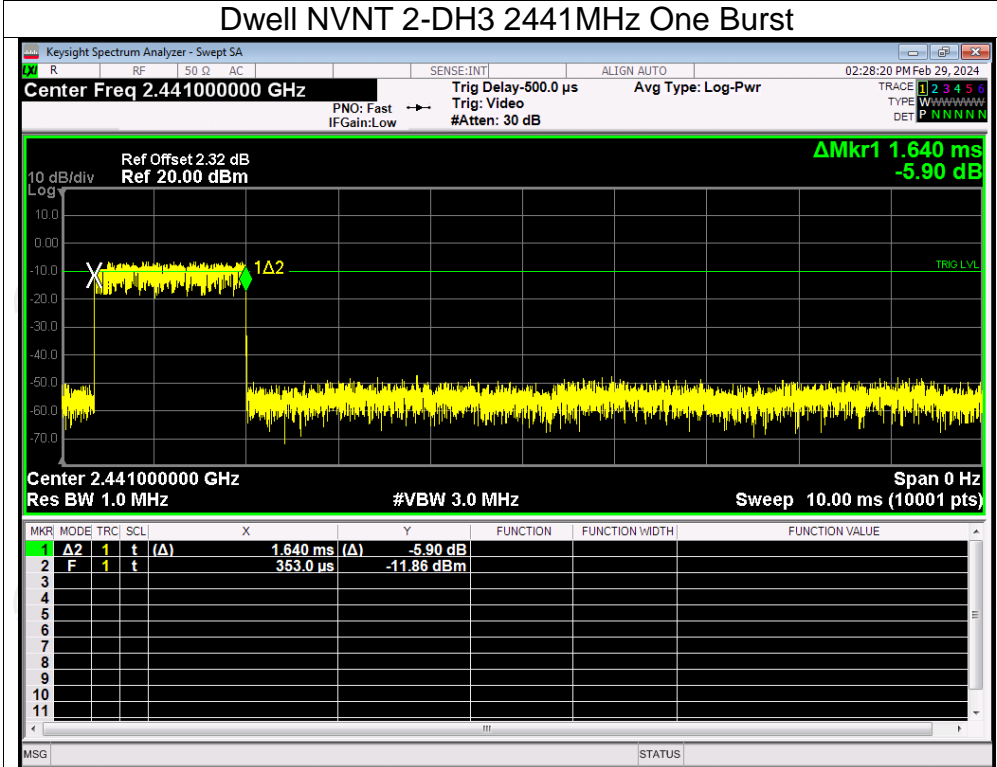 Dwell NVNT 2-DH3 2441MHz One Burst
Keysight Spectrum Analyzer - Swept SA
LXI R RF 50 Ω AC SENSE:INT ALIGN AUTO 02:28:20 PM Feb 29, 2024
Center Freq 2.441000000 GHz
PNO: Fast
IFGain:Low
Trig Delay-500.0 µs
Trig: Video
#Atten: 30 dB
Avg Type: Log-Pwr
TRACE 1 2 3 4 5 6
TYPE WWWWWW
DET P N N N N N
ΔMkr1 1.640 ms
-5.90 dB
Ref Offset 2.32 dB
10 dB/div Ref 20.00 dBm
Log
10.0
0.00
-10.0
-20.0
-30.0
-40.0
-50.0
-60.0
-70.0
1Δ2
TRIG LVL
Center 2.441000000 GHz Span 0 Hz
Res BW 1.0 MHz #VBW 3.0 MHz Sweep 10.00 ms (10001 pts)
MKR MODE TRC SCL X Y FUNCTION FUNCTION WIDTH FUNCTION VALUE
1 Δ2 1 t (Δ) 1.640 ms (Δ) -5.90 dB
2 F 1 t 353.0 µs -11.86 dBm
3
4
5
6
7
8
9
10
11
MSG STATUS